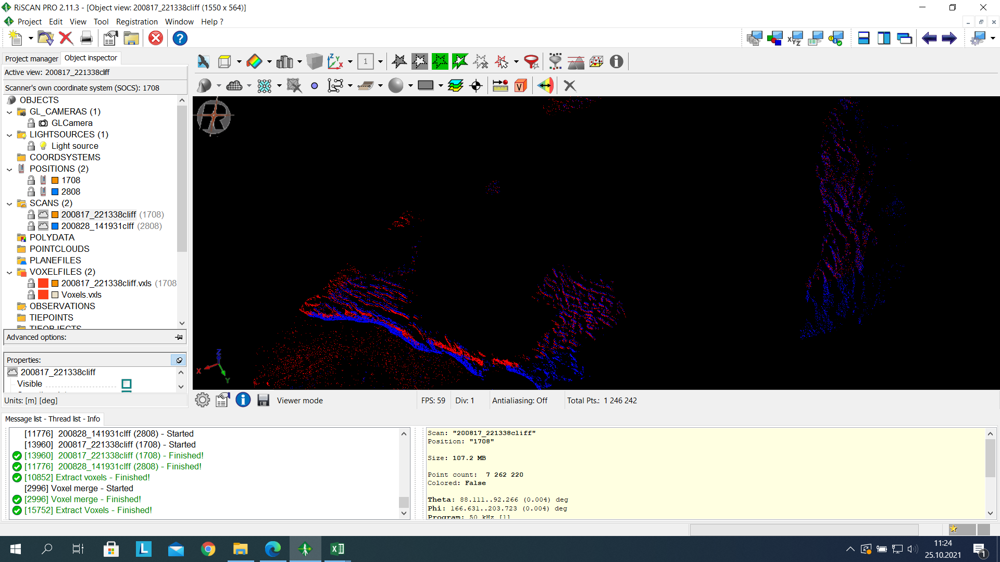 RiSCAN PRO 2.11.3 - [Object view: 200817_221338cliff (1550 x 564)]
Project Edit View Tool Registration Window Help ?
XYZ
Project manager Object inspector
1
Active view: 200817_221338cliff
Scanner's own coordinate system (SOCS): 1708
OBJECTS
GL_CAMERAS (1)
GLCamera
LIGHTSOURCES (1)
Light source
COORDSYSTEMS
POSITIONS (2)
1708
2808
SCANS (2)
200817_221338cliff (1708)
200828_141931clff (2808)
POLYDATA
POINTCLOUDS
PLANEFILES
VOXELFILES (2)
200817_221338cliff.vxls (1708
Voxels.vxls
OBSERVATIONS
TIEPOINTS
TIEOBJECTS
Advanced options:
Properties:
200817_221338cliff
Visible
Units: [m] [deg]
Z
X
Y
Viewer mode FPS: 59 Div: 1 Antialiasing: Off Total Pts.: 1 246 242
Message list - Thread list - Info
[11776] 200828_141931clff (2808) - Started
[13960] 200817_221338cliff (1708) - Started
[13960] 200817_221338cliff (1708) - Finished!
[11776] 200828_141931clff (2808) - Finished!
[10852] Extract voxels - Finished!
[2996] Voxel merge - Started
[2996] Voxel merge - Finished!
[15752] Extract Voxels - Finished!
Scan: "200817_221338cliff"
Position: "1708"
Size: 107.2 MB
Point count: 7 262 220
Colored: False
Theta: 88.111..92.266 (0.004) deg
Phi: 166.631..203.723 (0.004) deg
Program: 50 kHz [1]
11:24
25.10.2021
1